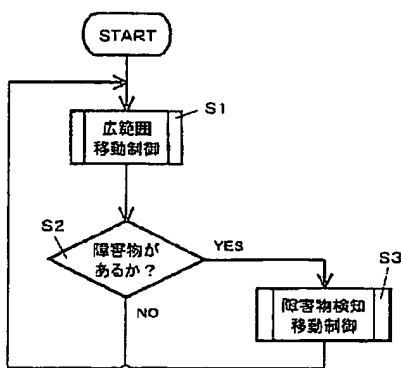 START
S1
広範囲
移動制御
S2
障害物が
あるか？
YES
S3
障害物検知
移動制御
NO